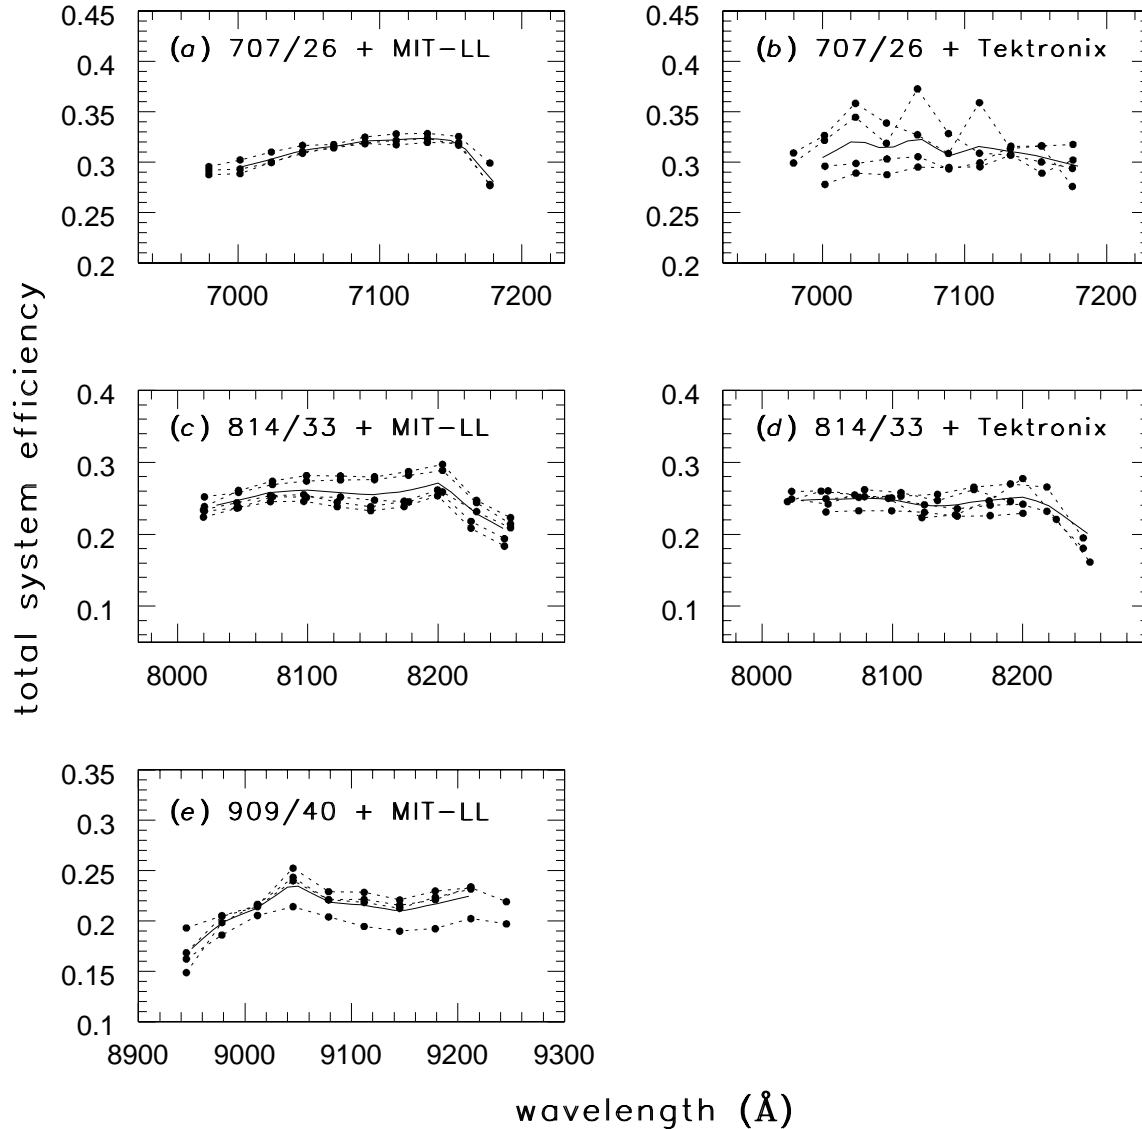 0.45
0.4
0.35
0.3
0.25
0.2
(a) 707/26 + MIT-LL
7000 7100 7200
0.45
0.4
0.35
0.3
0.25
0.2
(b) 707/26 + Tektronix
7000 7100 7200
total system efficiency
0.4
0.3
0.2
0.1
(c) 814/33 + MIT-LL
8000 8100 8200
0.4
0.3
0.2
0.1
(d) 814/33 + Tektronix
8000 8100 8200
0.35
0.3
0.25
0.2
0.15
0.1
(e) 909/40 + MIT-LL
8900 9000 9100 9200 9300
wavelength (Å)